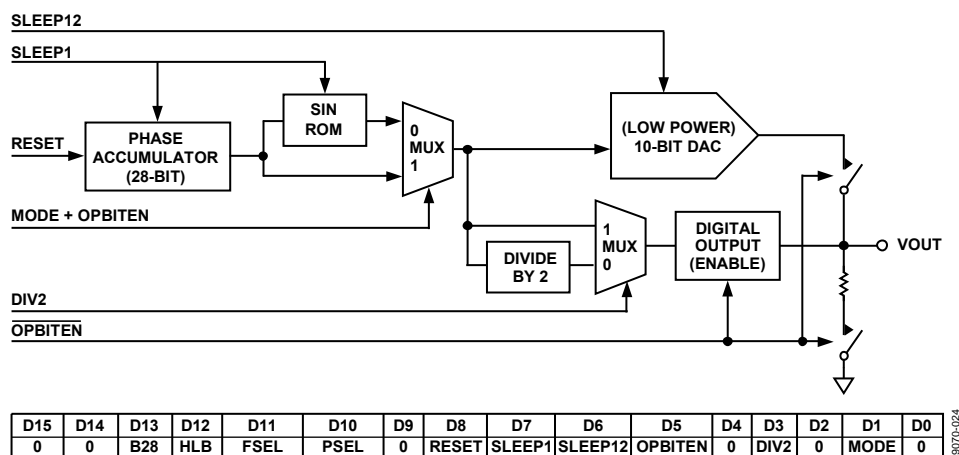 SLEEP12
SLEEP1
RESET
PHASE
ACCUMULATOR
(28-BIT)
SIN
ROM
0
MUX
1
(LOW POWER)
10-BIT DAC
MODE + OPBITEN
1
MUX
0
DIVIDE
BY 2
DIGITAL
OUTPUT
(ENABLE)
VOUT
DIV2
OPBITEN
D15 D14 D13 D12 D11 D10 D9 D8 D7 D6 D5 D4 D3 D2 D1 D0
0 0 B28 HLB FSEL PSEL 0 RESET SLEEP1 SLEEP12 OPBITEN 0 DIV2 0 MODE 0